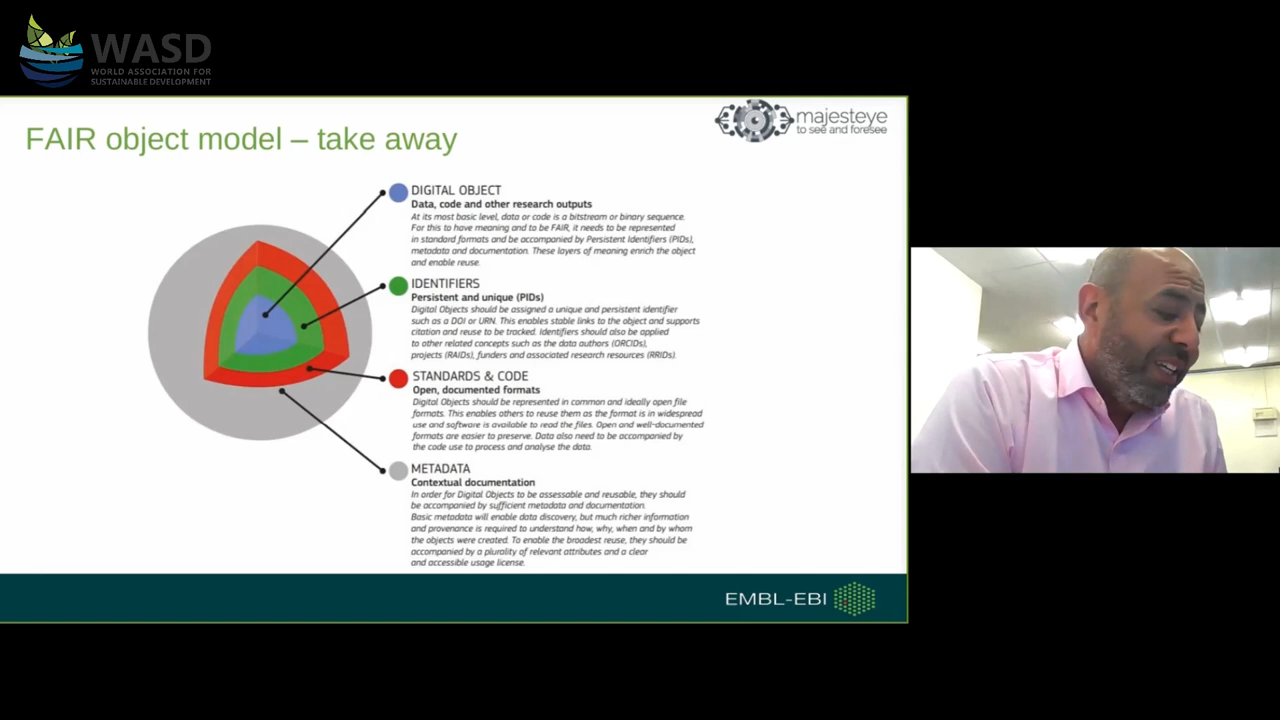 WASD
WORLD ASSOCIATION FOR
SUSTAINABLE DEVELOPMENT
majesteye
to see and foresee
FAIR object model – take away
DIGITAL OBJECT
Data, code and other research outputs
At its most basic level, data or code is a bitstream or binary sequence.
For this to have meaning and to be FAIR, it needs to be represented
in standard formats and be accompanied by Persistent Identifiers (PIDs),
metadata and documentation. These layers of meaning enrich the object
and enable reuse.
IDENTIFIERS
Persistent and unique (PIDs)
Digital Objects should be assigned a unique and persistent identifier
such as a DOI or URN. This enables stable links to the object and supports
citation and reuse to be tracked. Identifiers should also be applied
to other related concepts such as the data authors (ORCIDs),
projects (RAIDs), funders and associated research resources (RRIDs).
STANDARDS & CODE
Open, documented formats
Digital Objects should be represented in common and ideally open file
formats. This enables others to reuse them as the format is in widespread
use and software is available to read the files. Open and well-documented
formats are easier to preserve. Data also need to be accompanied by
the code use to process and analyse the data.
METADATA
Contextual documentation
In order for Digital Objects to be assessable and reusable, they should
be accompanied by sufficient metadata and documentation.
Basic metadata will enable data discovery, but much richer information
and provenance is required to understand how, why, when and by whom
the objects were created. To enable the broadest reuse, they should be
accompanied by a plurality of relevant attributes and a clear
and accessible usage license.
EMBL-EBI